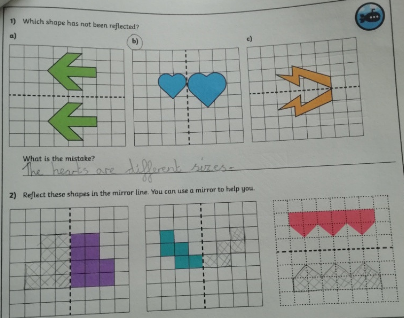 1) Which shape has not been reflected?
a)
b)
c)
What is the mistake?
The hearts are different sizes.
2) Reflect these shapes in the mirror line. You can use a mirror to help you.